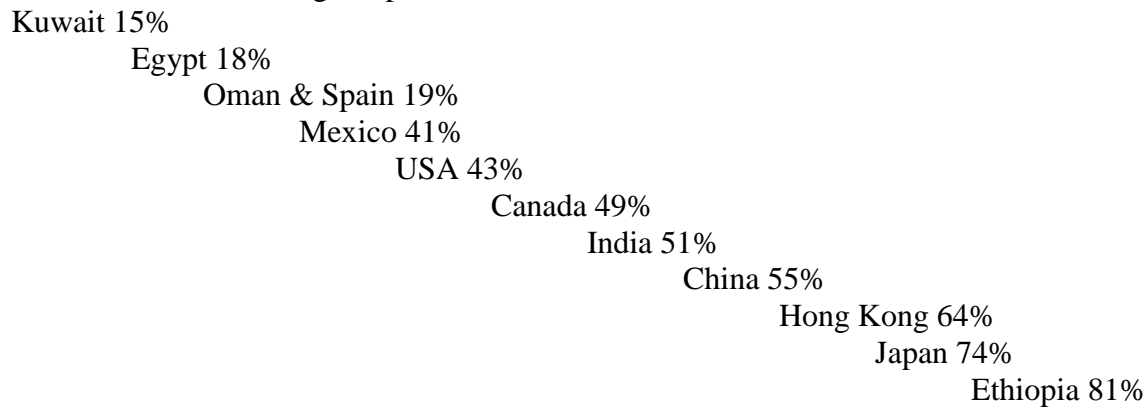 Kuwait 15%
Egypt 18%
Oman & Spain 19%
Mexico 41%
USA 43%
Canada 49%
India 51%
China 55%
Hong Kong 64%
Japan 74%
Ethiopia 81%